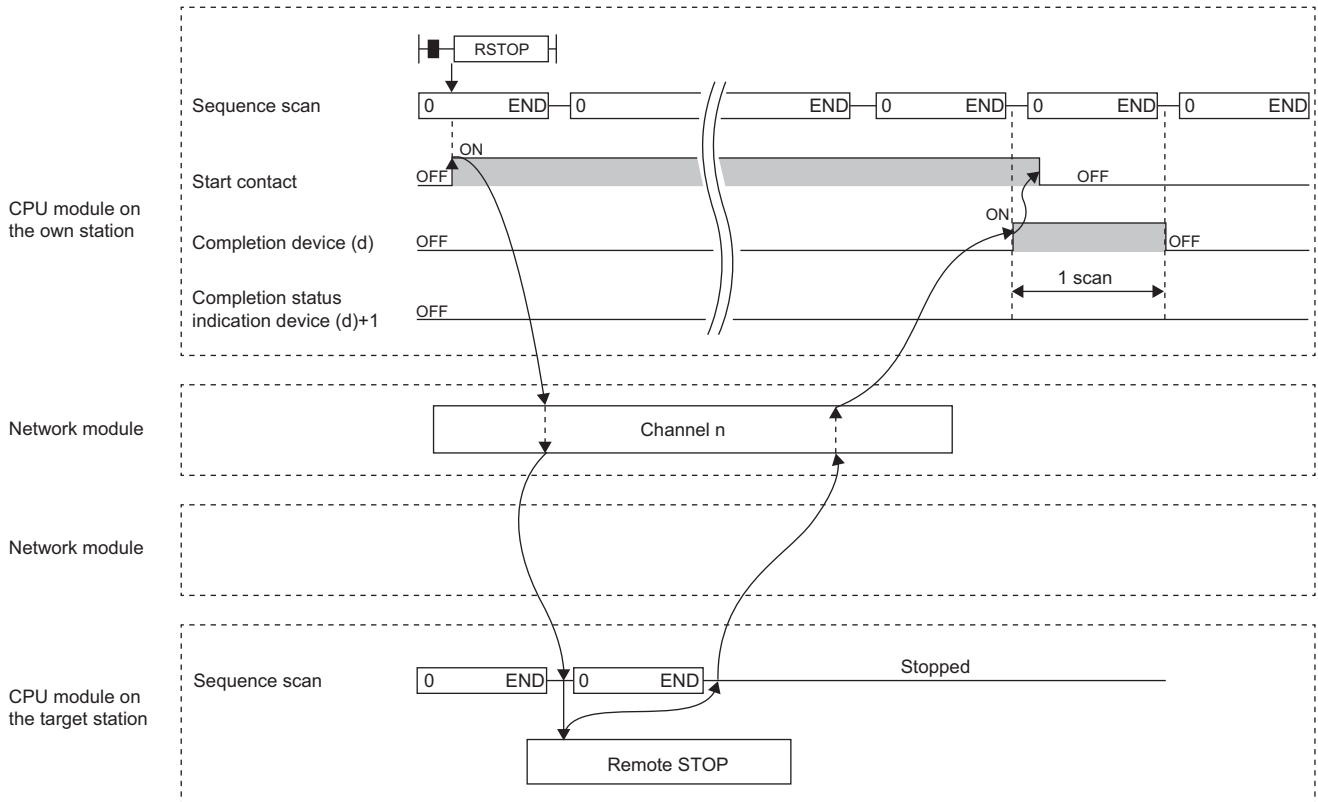 RSTOP
Sequence scan
0 END 0 END 0 END 0 END 0 END
ON
Start contact
OFF
OFF
CPU module on
the own station
ON
Completion device (d)
OFF
OFF
1 scan
Completion status
indication device (d)+1
OFF
Network module
Channel n
Network module
Stopped
Sequence scan
0 END 0 END
CPU module on
the target station
Remote STOP